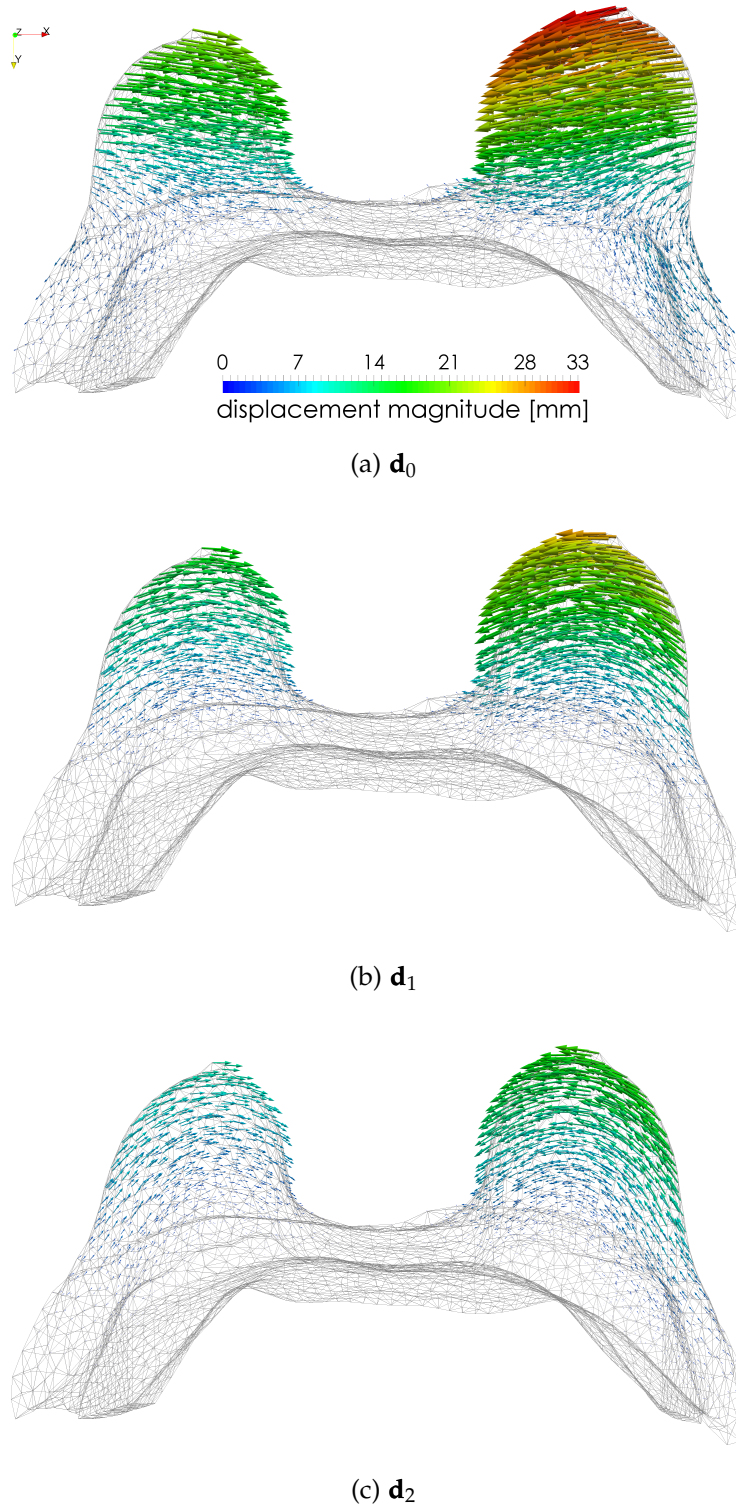 Z X
Y
0 7 14 21 28 33
displacement magnitude [mm]
(a) d₀
(b) d₁
(c) d₂